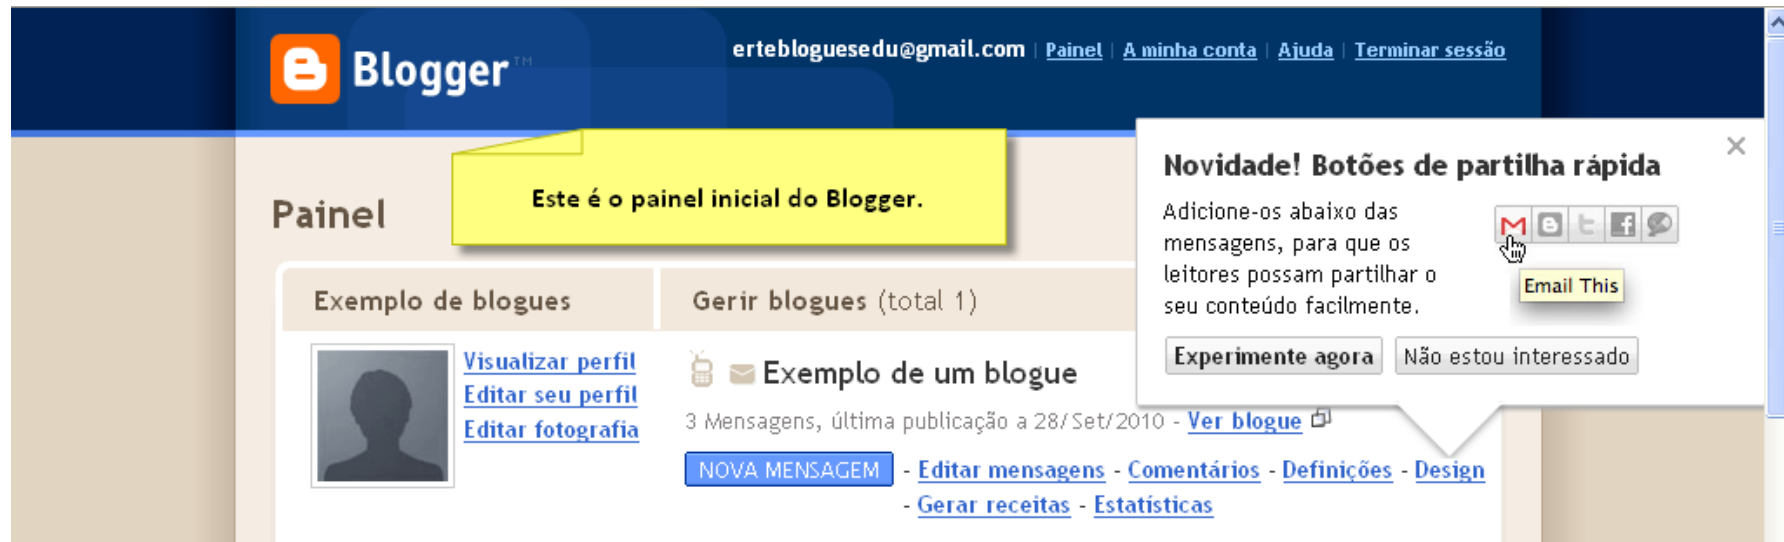 Blogger™
ertebloguesedu@gmail.com | Painel | A minha conta | Ajuda | Terminar sessão
Este é o painel inicial do Blogger.
Painel
Novidade! Botões de partilha rápida
Adicione-os abaixo das
mensagens, para que os
leitores possam partilhar o
seu conteúdo facilmente.
Email This
Experimente agora
Não estou interessado
Exemplo de blogues
Visualizar perfil
Editar seu perfil
Editar fotografia
Gerir blogues (total 1)
Exemplo de um blogue
3 Mensagens, última publicação a 28/Set/2010 - Ver blogue
NOVA MENSAGEM - Editar mensagens - Comentários - Definições - Design
- Gerar receitas - Estatísticas